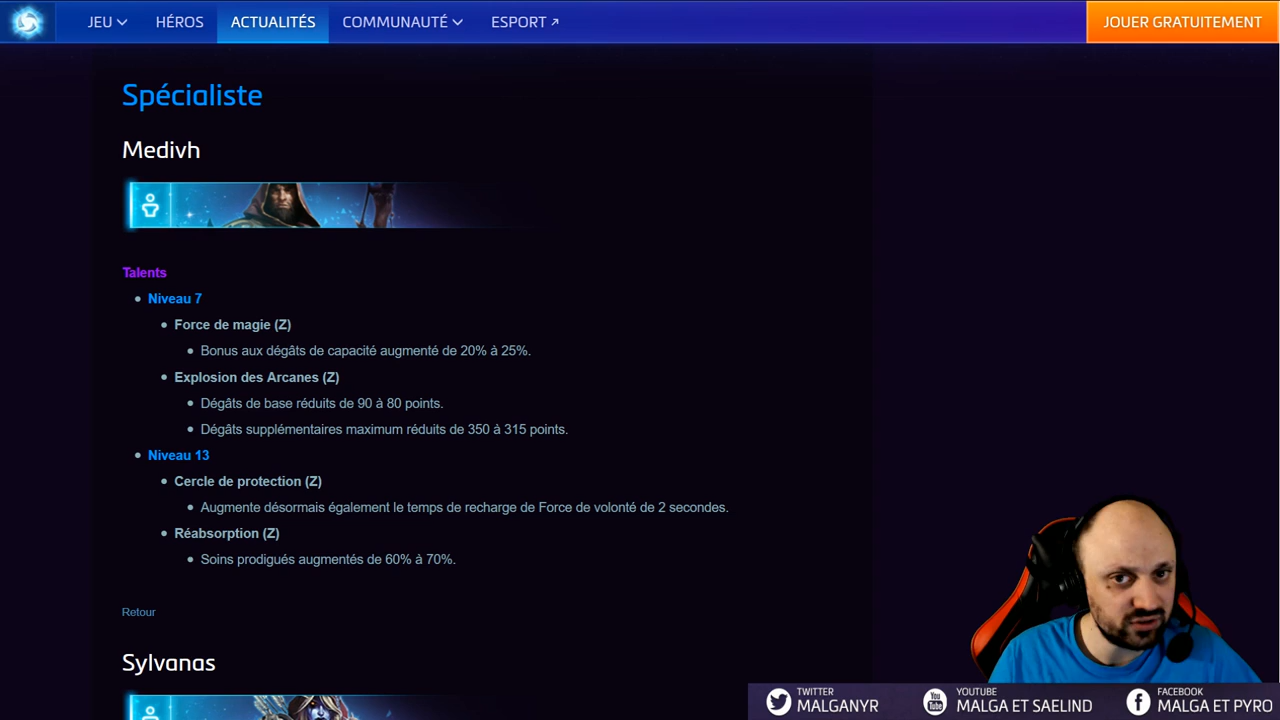 JEU HÉROS ACTUALITÉS COMMUNAUTÉ ESPORT JOUER GRATUITEMENT
Spécialiste
Medivh
Talents
Niveau 7
Force de magie (Z)
Bonus aux dégâts de capacité augmenté de 20% à 25%.
Explosion des Arcanes (Z)
Dégâts de base réduits de 90 à 80 points.
Dégâts supplémentaires maximum réduits de 350 à 315 points.
Niveau 13
Cercle de protection (Z)
Augmente désormais également le temps de recharge de Force de volonté de 2 secondes.
Réabsorption (Z)
Soins prodigués augmentés de 60% à 70%.
Retour
Sylvanas
TWITTER
MALGANYR
You Tube
YOUTUBE
MALGA ET SAELIND
FACEBOOK
MALGA ET PYRO